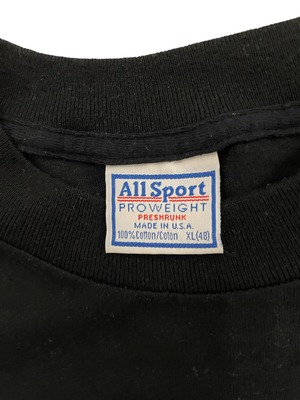 All Sport
PROWEIGHT
PRESHRUNK
MADE IN U.S.A.
100% Cotton/Coton XL(48)